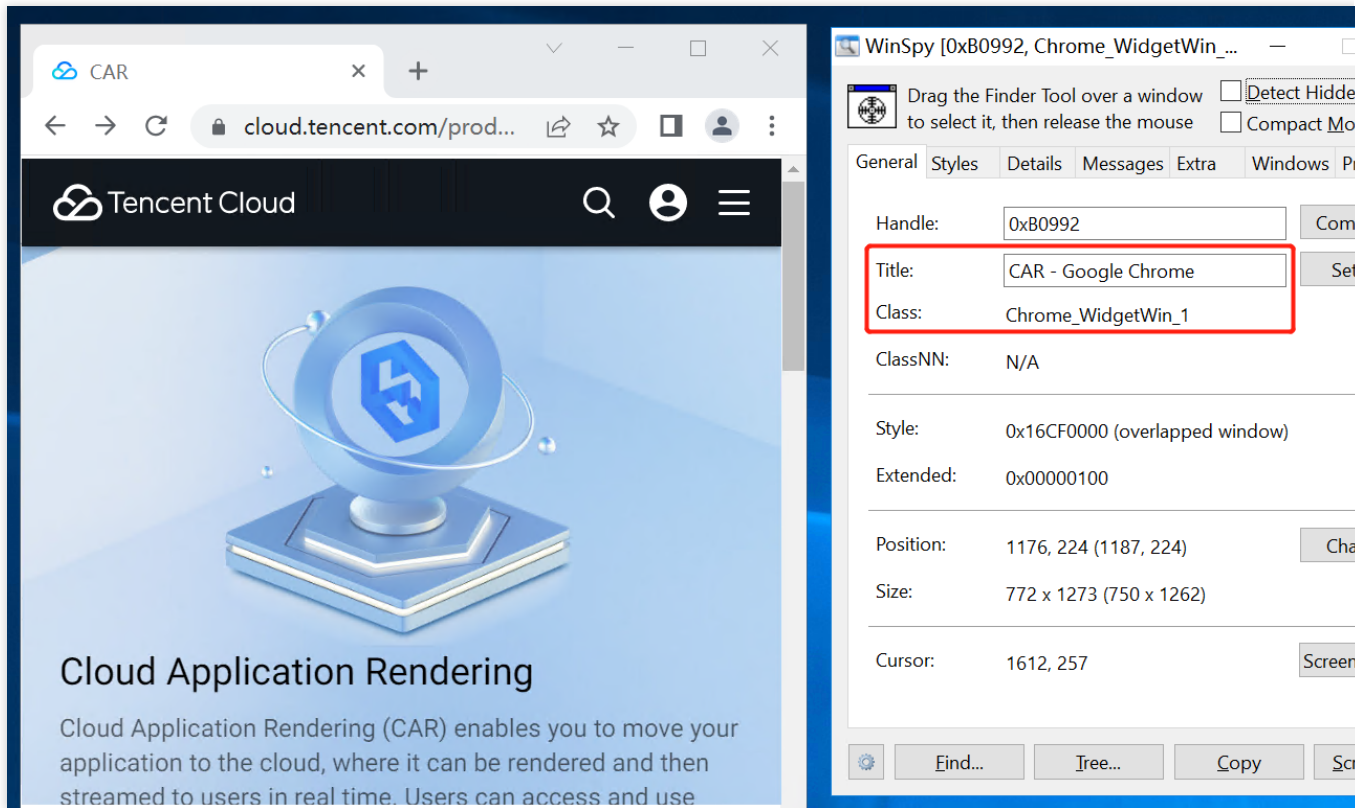 CAR
cloud.tencent.com/prod...
Tencent Cloud
Cloud Application Rendering
Cloud Application Rendering (CAR) enables you to move your
application to the cloud, where it can be rendered and then
streamed to users in real time. Users can access and use
WinSpy [0xB0992, Chrome_WidgetWin_...
Drag the Finder Tool over a window
to select it, then release the mouse
Detect Hidde
Compact Mo
General Styles Details Messages Extra Windows Pr
Handle: 0xB0992 Com
Title: CAR - Google Chrome Set
Class: Chrome_WidgetWin_1
ClassNN: N/A
Style: 0x16CF0000 (overlapped window)
Extended: 0x00000100
Position: 1176, 224 (1187, 224) Cha
Size: 772 x 1273 (750 x 1262)
Cursor: 1612, 257 Screen
Find... Tree... Copy Scr